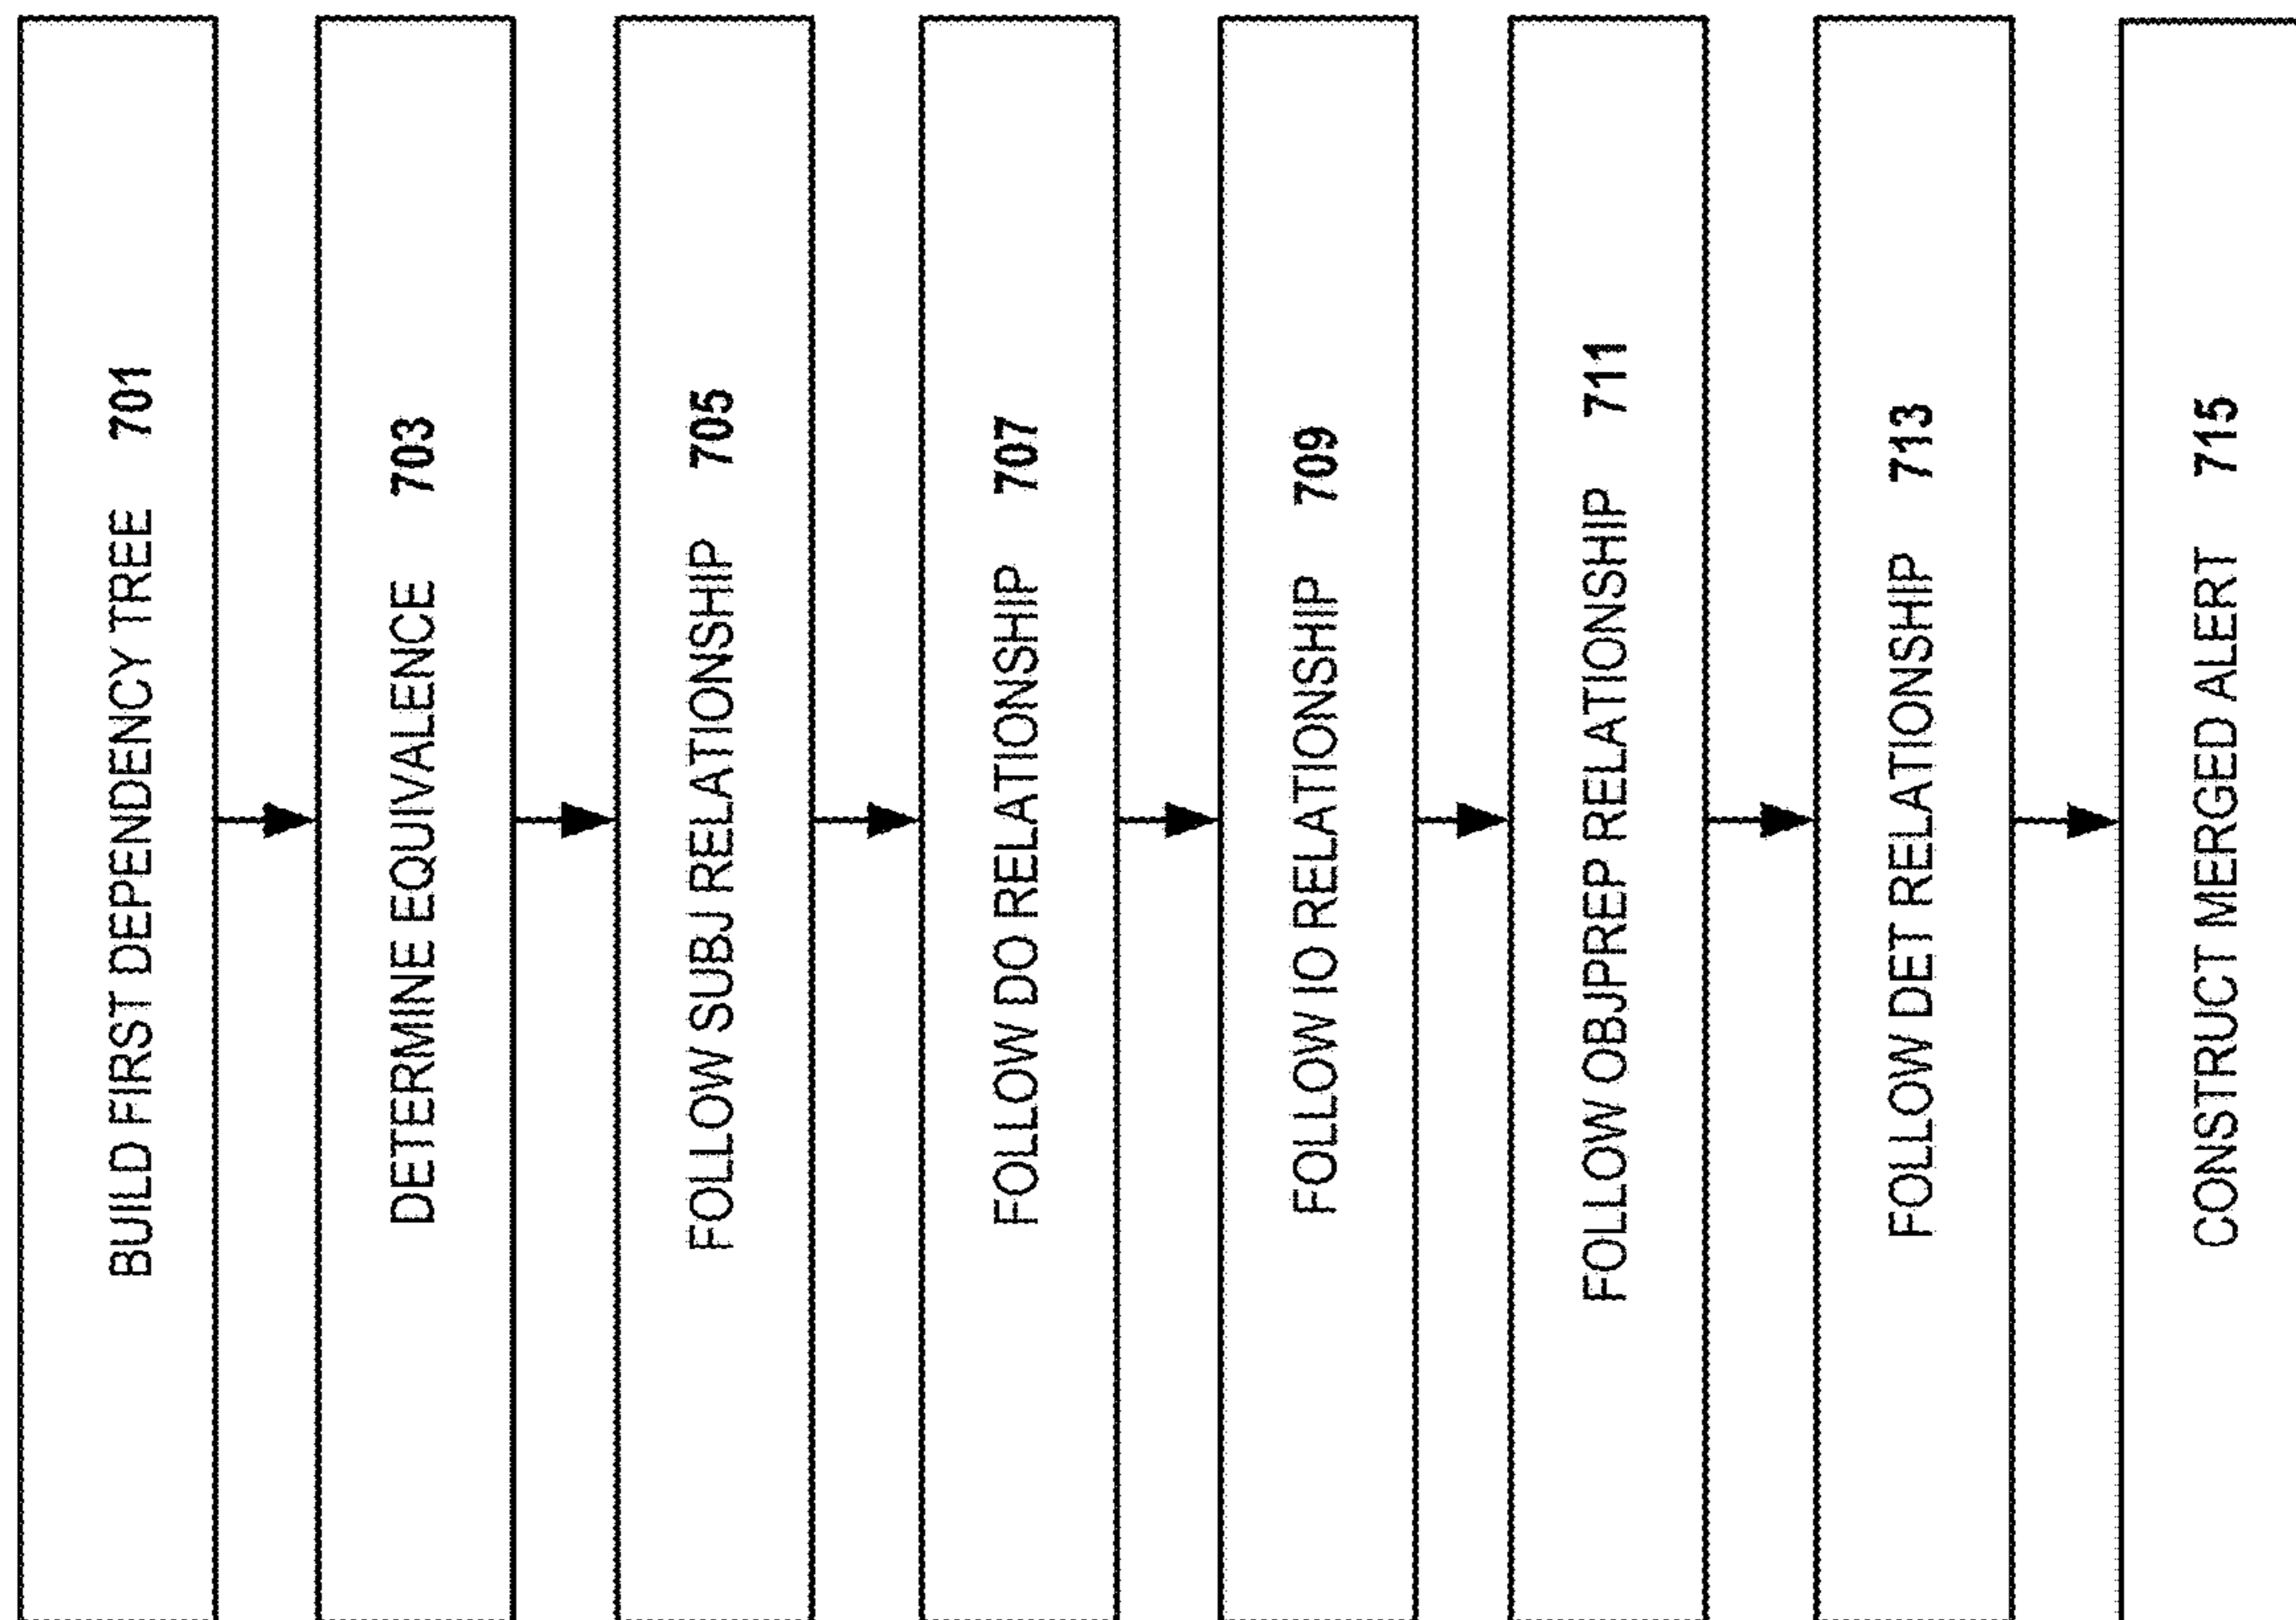 BUILD FIRST DEPENDENCY TREE 701
DETERMINE EQUIVALENCE 703
FOLLOW SUBJ RELATIONSHIP 705
FOLLOW DO RELATIONSHIP 707
FOLLOW IO RELATIONSHIP 709
FOLLOW OBJPREP RELATIONSHIP 711
FOLLOW DET RELATIONSHIP 713
CONSTRUCT MERGED ALERT 715